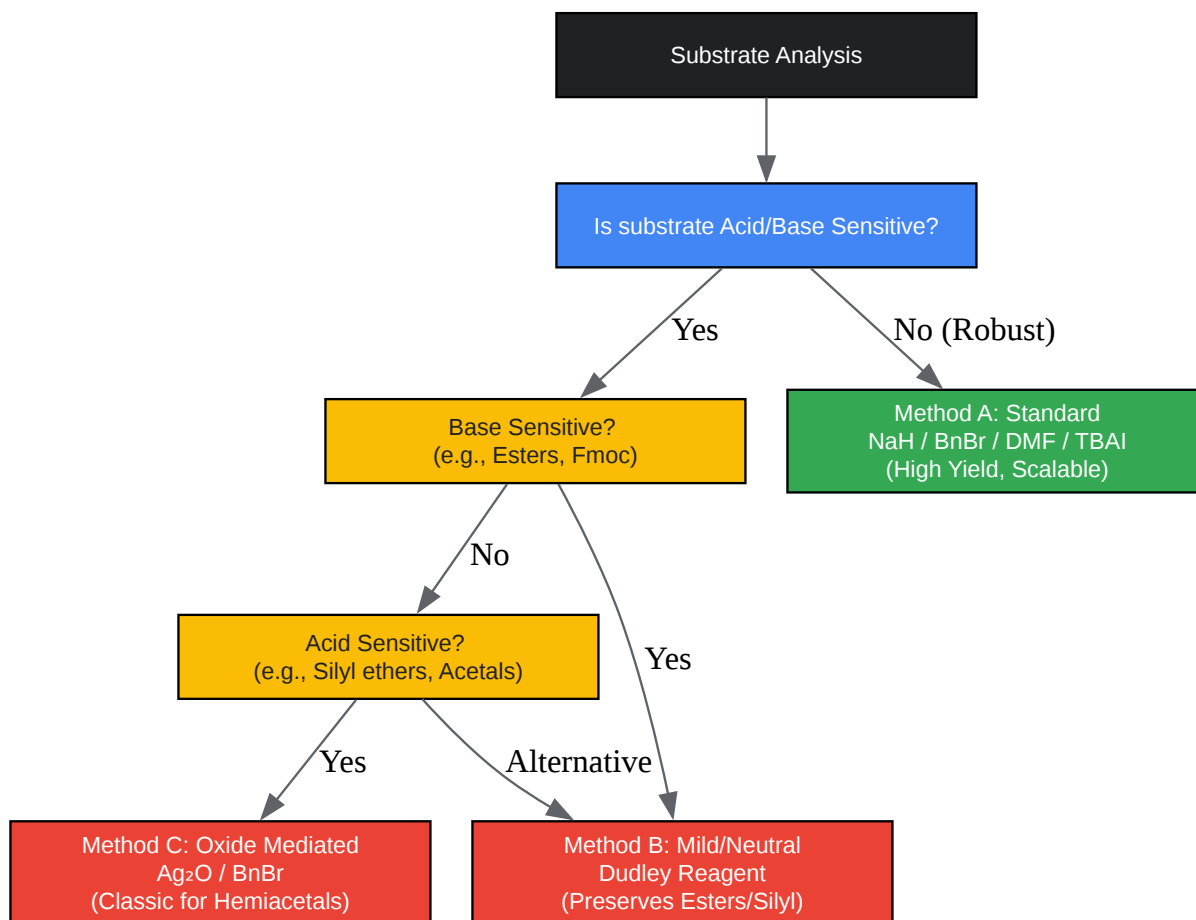 Substrate Analysis
Is substrate Acid/Base Sensitive?
Yes
No (Robust)
Base Sensitive?
(e.g., Esters, Fmoc)
Method A: Standard
NaH / BnBr / DMF / TBAI
(High Yield, Scalable)
No
Acid Sensitive?
(e.g., Silyl ethers, Acetals)
Yes
Yes
Alternative
Method C: Oxide Mediated
Ag₂O / BnBr
(Classic for Hemiacetals)
Method B: Mild/Neutral
Dudley Reagent
(Preserves Esters/Silyl)